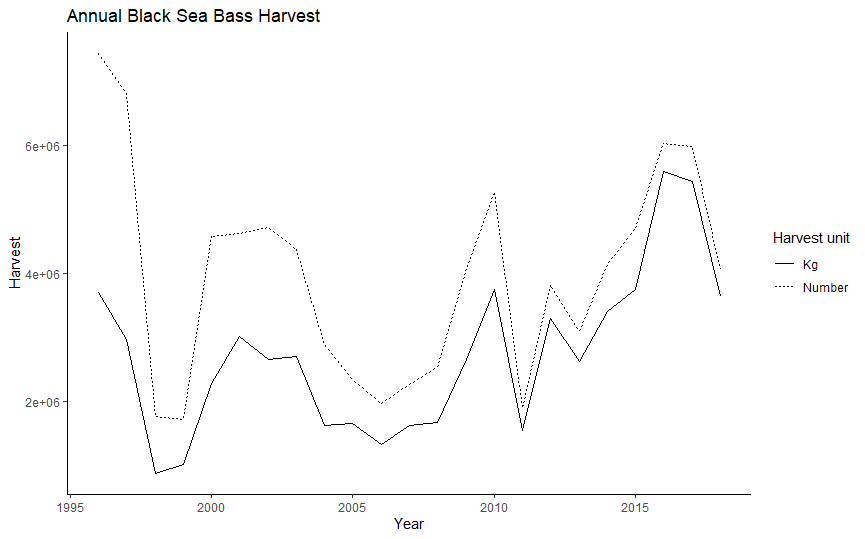 Annual Black Sea Bass Harvest
6e+06
4e+06
2e+06
Harvest
1995 2000 2005 2010 2015
Year
Harvest unit
Kg
Number